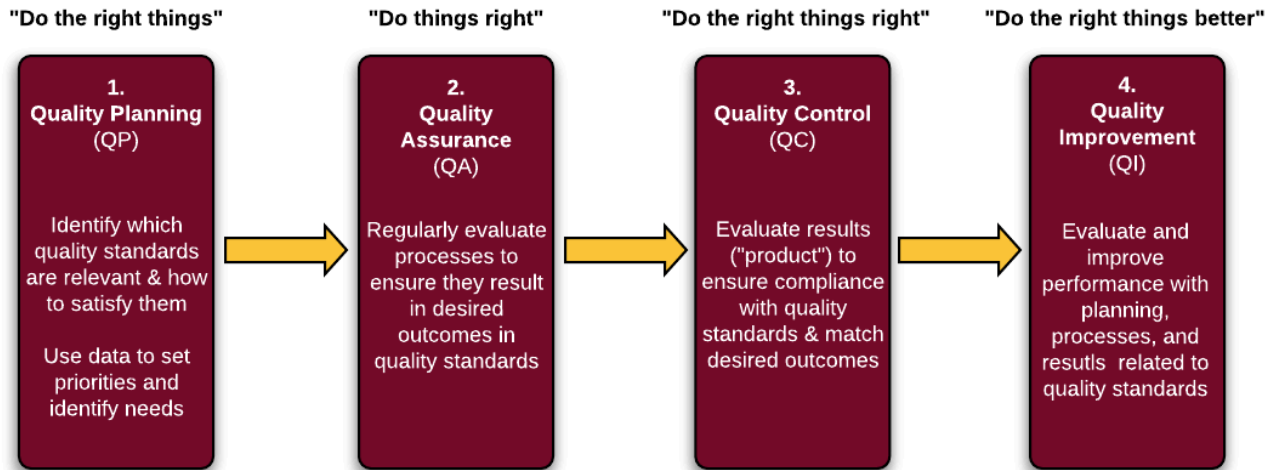 "Do the right things"
"Do things right"
"Do the right things right"
"Do the right things better"
1.
Quality Planning
(QP)
Identify which
quality standards
are relevant & how
to satisfy them
Use data to set
priorities and
identify needs
2.
Quality
Assurance
(QA)
Regularly evaluate
processes to
ensure they result
in desired
outcomes in
quality standards
3.
Quality Control
(QC)
Evaluate results
("product") to
ensure compliance
with quality
standards & match
desired outcomes
4.
Quality
Improvement
(QI)
Evaluate and
improve
performance with
planning,
processes, and
resutls related to
quality standards